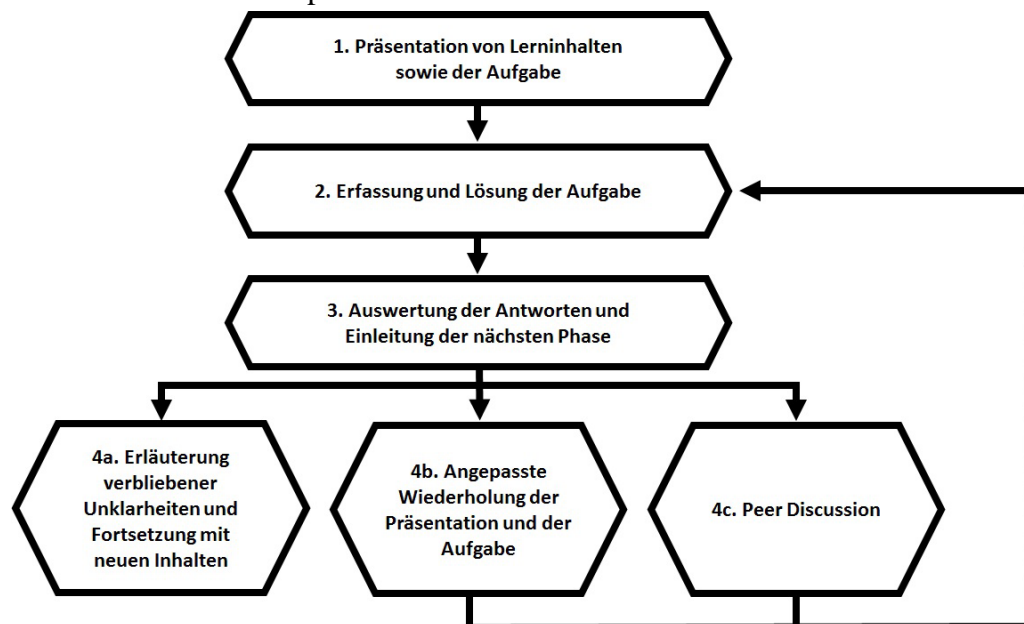 1. Präsentation von Lerninhalten
sowie der Aufgabe
2. Erfassung und Lösung der Aufgabe
3. Auswertung der Antworten und
Einleitung der nächsten Phase
4a. Erläuterung
verbliebener
Unklarheiten und
Fortsetzung mit
neuen Inhalten
4b. Angepasste
Wiederholung der
Präsentation und der
Aufgabe
4c. Peer Discussion